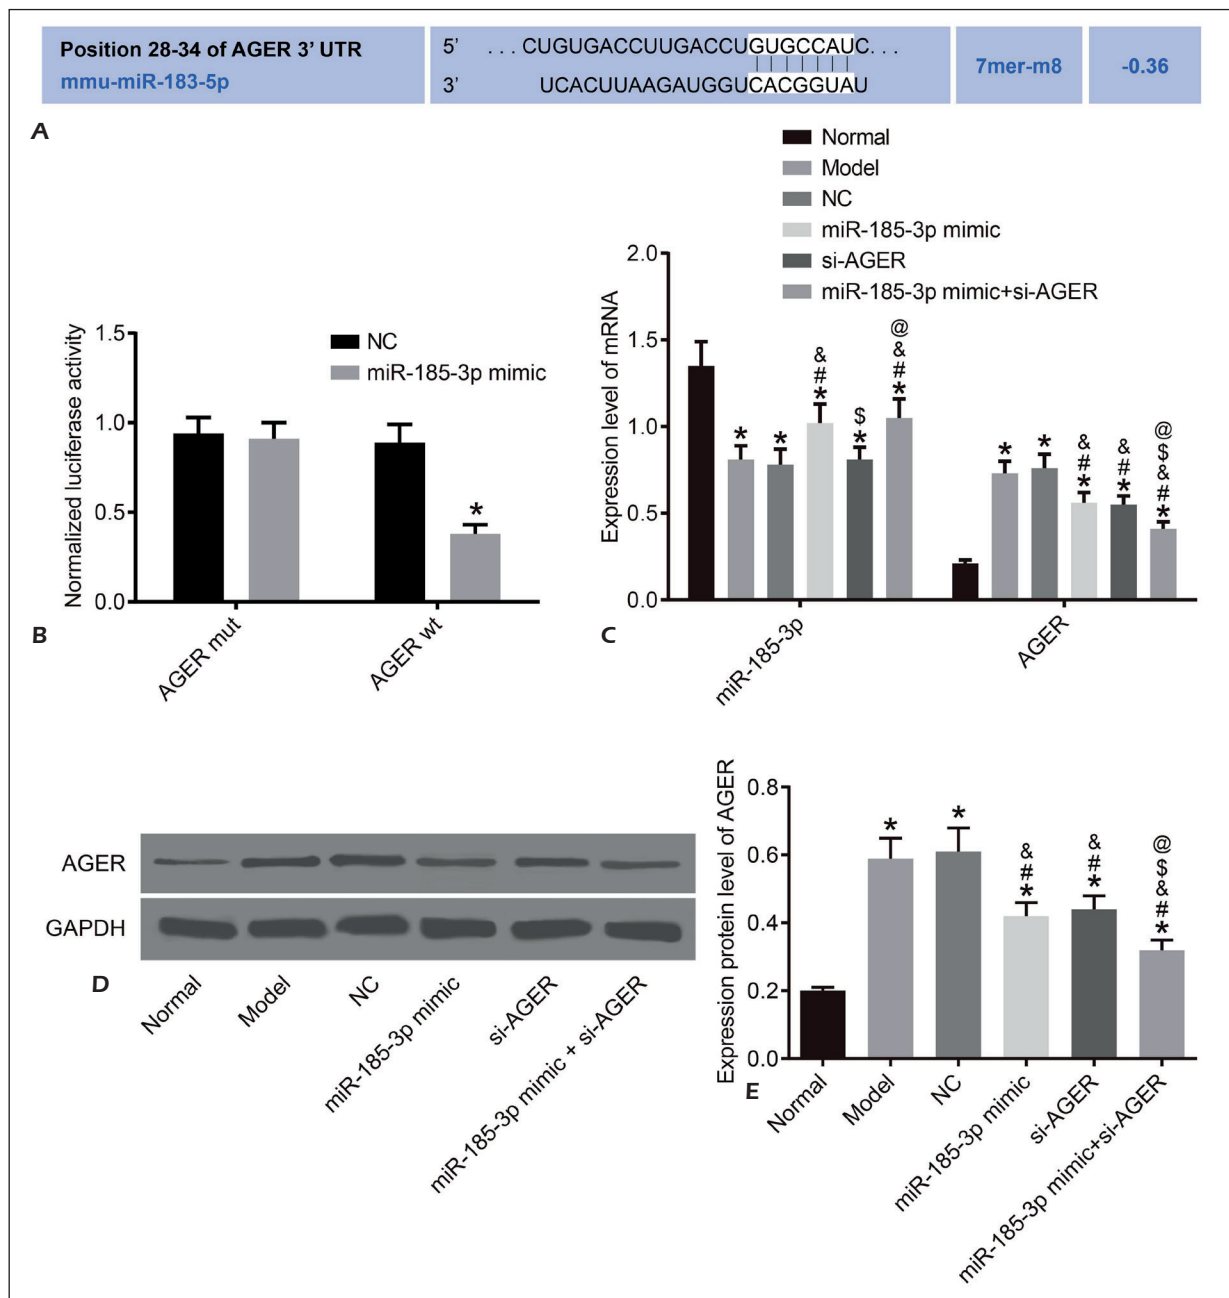 Position 28-34 of AGER 3' UTR
mmu-miR-183-5p
5' ...CUGUGACCUUGACCUGUGCCAUC...
3' UCACUUAAGAUGGUCACGGUAU
7mer-m8
-0.36
A
Normalized luciferase activity
1.5
1.0
0.5
0.0
NC
miR-185-3p mimic
*
AGER mut
AGER wt
B
Normal
Model
NC
miR-185-3p mimic
si-AGER
miR-185-3p mimic+si-AGER
Expression level of mRNA
2.0
1.5
1.0
0.5
0.0
*
*
&
#
*
$
*
@
&
#
*
*
*
&
#
*
&
#
*
@
$
&
#
*
miR-185-3p
AGER
C
AGER
GAPDH
Normal
Model
NC
miR-185-3p mimic
si-AGER
miR-185-3p mimic + si-AGER
D
Expression protein level of AGER
0.8
0.6
0.4
0.2
0.0
*
*
&
#
*
&
#
*
@
$
&
#
*
Normal
Model
NC
miR-185-3p mimic
si-AGER
miR-185-3p mimic+si-AGER
E